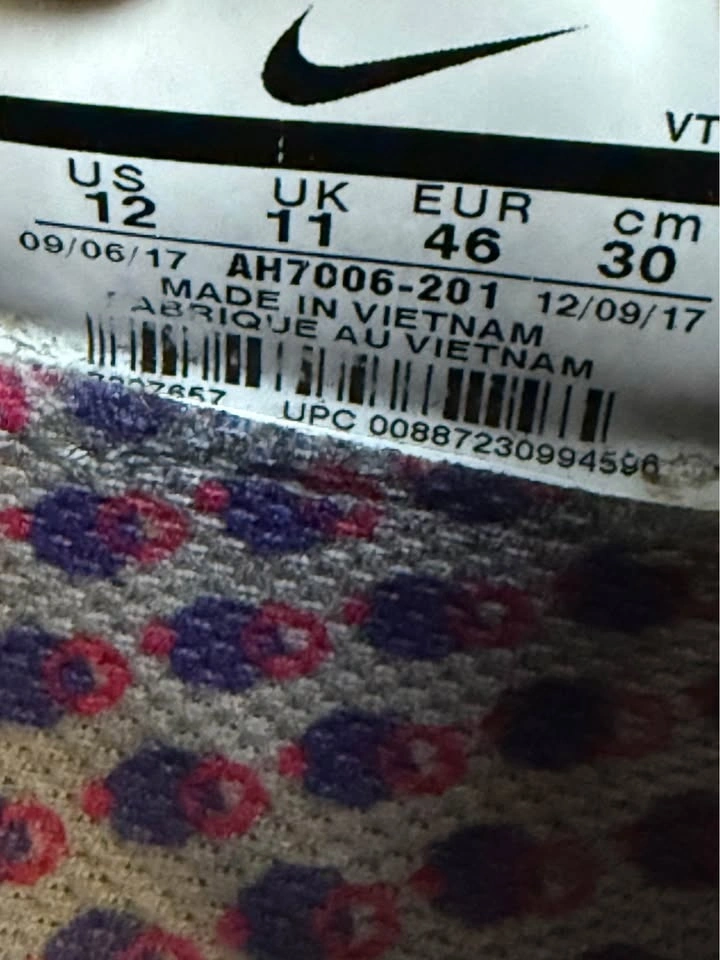 VT
US UK EUR cm
12 11 46 30
09/06/17 AH7006-201 12/09/17
MADE IN VIETNAM
FABRIQUE AU VIETNAM
UPC 00887230994596